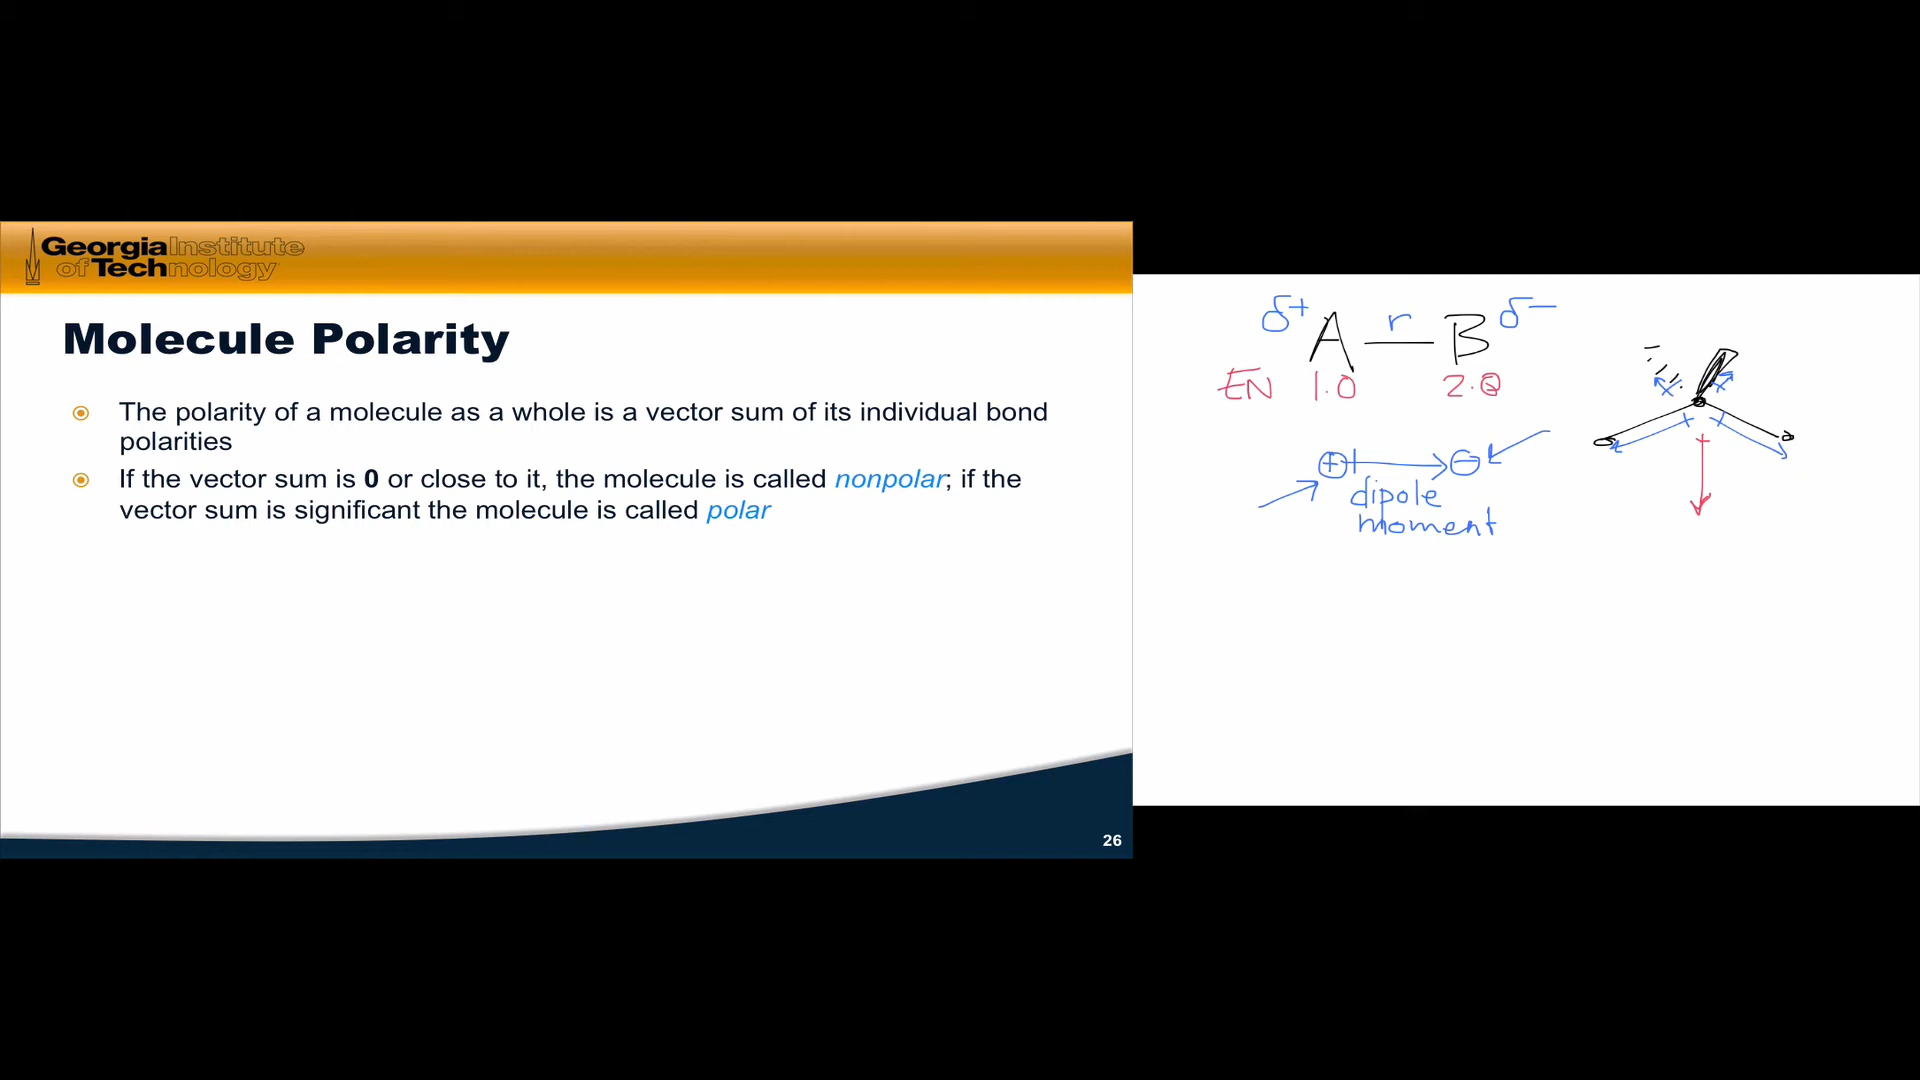 Georgia Institute
of Technology
Molecule Polarity
The polarity of a molecule as a whole is a vector sum of its individual bond
polarities
If the vector sum is 0 or close to it, the molecule is called nonpolar; if the
vector sum is significant the molecule is called polar
26
δ+ A — r — B δ−
EN 1.0 2.0
+ −
dipole
moment